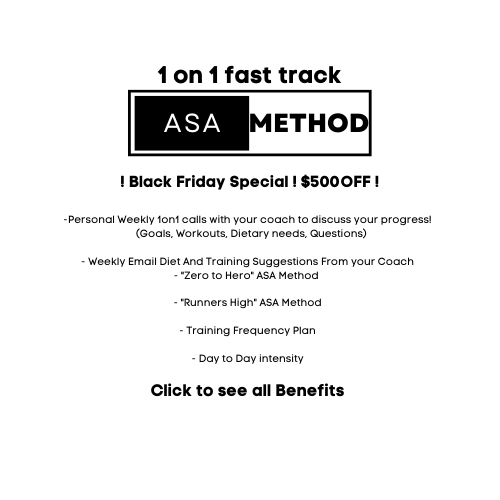 1 on 1 fast track
ASA METHOD
! Black Friday Special ! $500OFF !
-Personal Weekly 1on1 calls with your coach to discuss your progress!
(Goals, Workouts, Dietary needs, Questions)
- Weekly Email Diet And Training Suggestions From your Coach
- "Zero to Hero" ASA Method
- "Runners High" ASA Method
- Training Frequency Plan
- Day to Day intensity
Click to see all Benefits